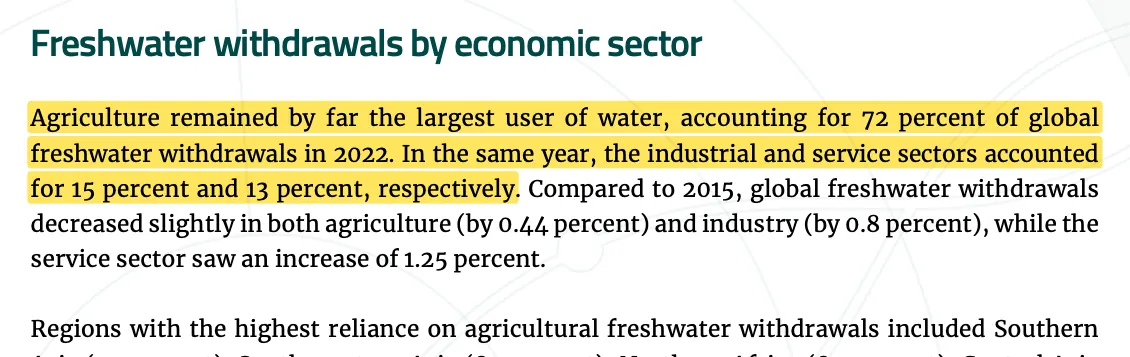 Freshwater withdrawals by economic sector
Agriculture remained by far the largest user of water, accounting for 72 percent of global
freshwater withdrawals in 2022. In the same year, the industrial and service sectors accounted
for 15 percent and 13 percent, respectively. Compared to 2015, global freshwater withdrawals
decreased slightly in both agriculture (by 0.44 percent) and industry (by 0.8 percent), while the
service sector saw an increase of 1.25 percent.
Regions with the highest reliance on agricultural freshwater withdrawals included Southern